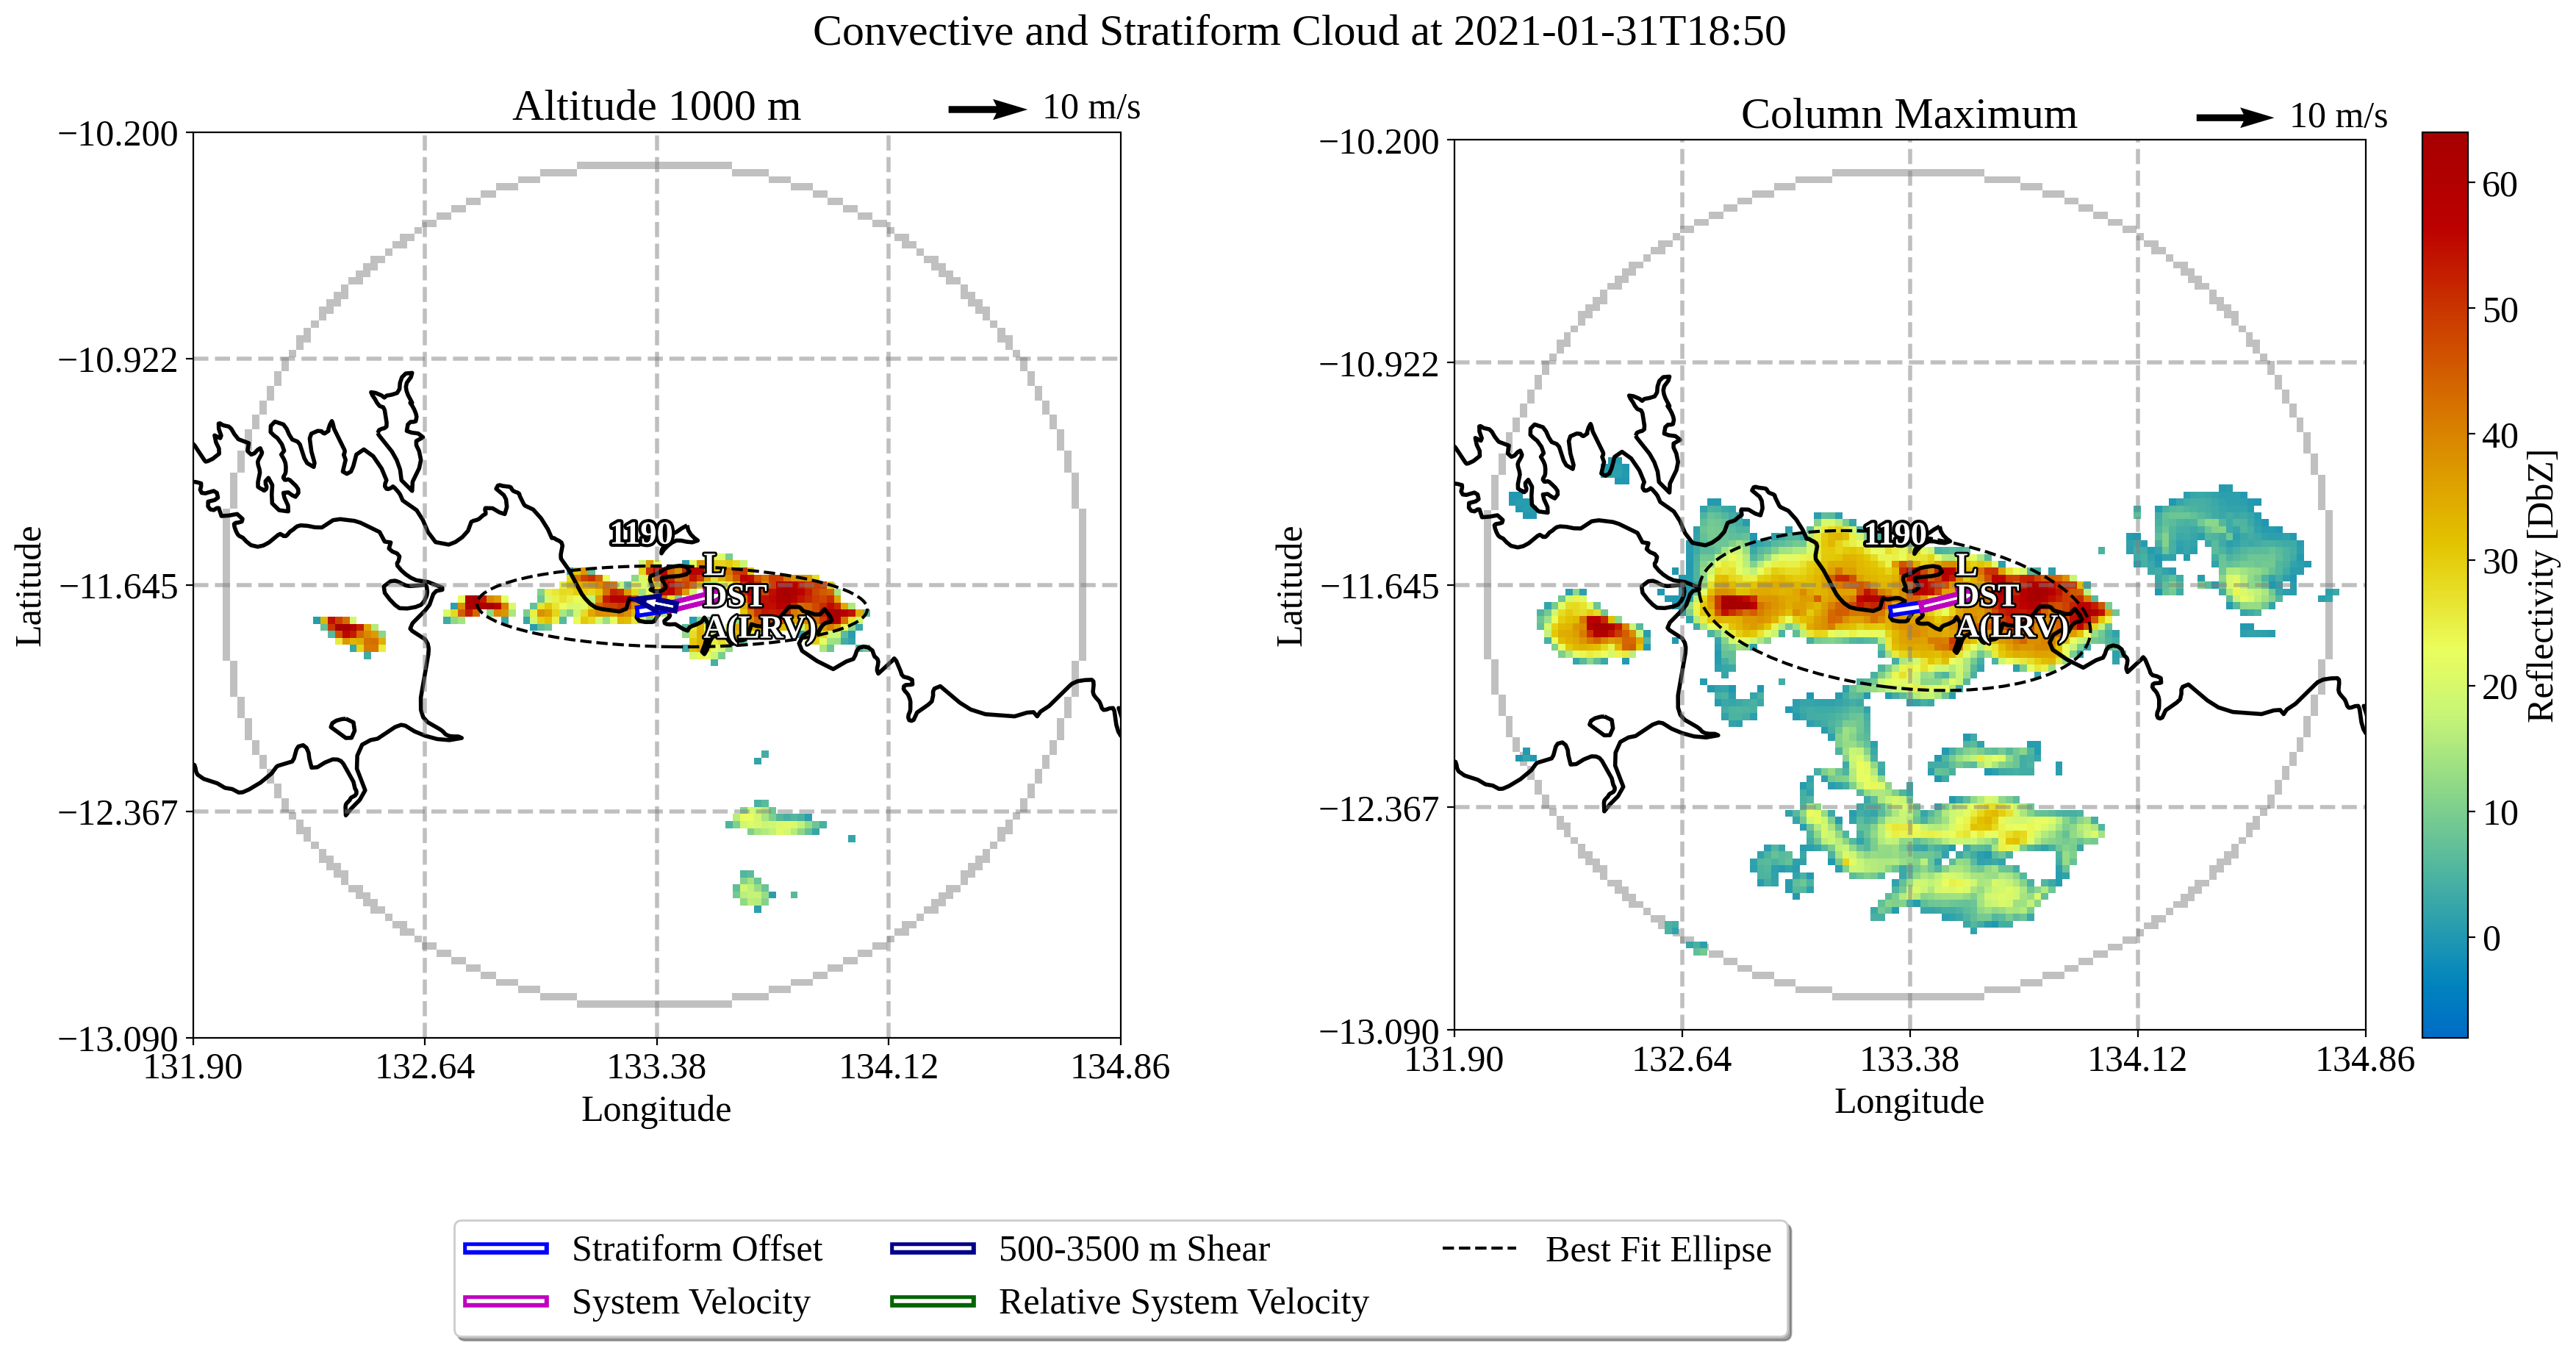 Convective and Stratiform Cloud at 2021-01-31T18:50
Altitude 1000 m
10 m/s
−10.200
−10.922
−11.645
−12.367
−13.090
Latitude
131.90
132.64
133.38
134.12
134.86
Longitude
1190
L
DST
A(LRV)
Column Maximum
10 m/s
−10.200
−10.922
−11.645
−12.367
−13.090
Latitude
131.90
132.64
133.38
134.12
134.86
Longitude
1190
L
DST
A(LRV)
60
50
40
30
20
10
0
Reflectivity [DbZ]
Stratiform Offset
System Velocity
500-3500 m Shear
Relative System Velocity
Best Fit Ellipse